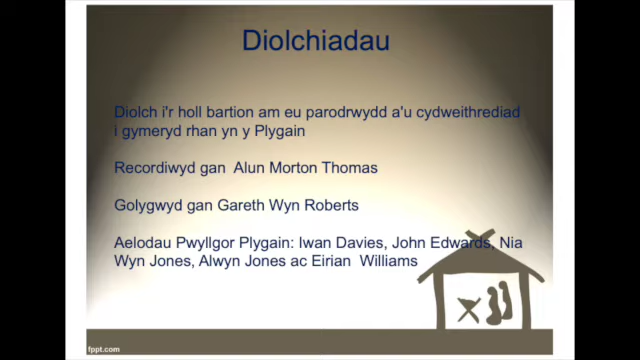 Diolchiadau
Diolch i'r holl bartion am eu parodrwydd a'u cydweithrediad
i gymeryd rhan yn y Plygain
Recordiwyd gan Alun Morton Thomas
Golygwyd gan Gareth Wyn Roberts
Aelodau Pwyllgor Plygain: Iwan Davies, John Edwards, Nia
Wyn Jones, Alwyn Jones ac Eirian Williams
fppt.com